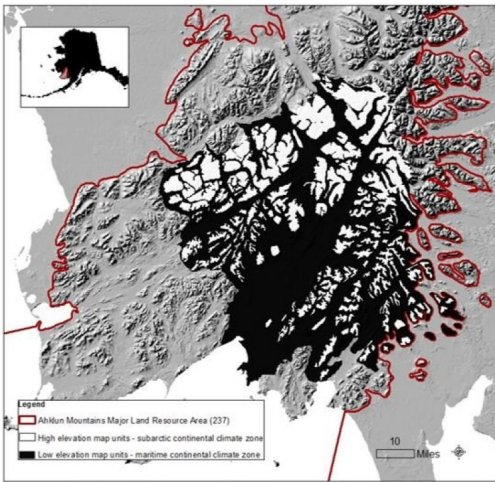 Legend
Ahklun Mountains Major Land Resource Area (237)
High elevation map units - subarctic continental climate zone
Low elevation map units - maritime continental climate zone
10
Miles